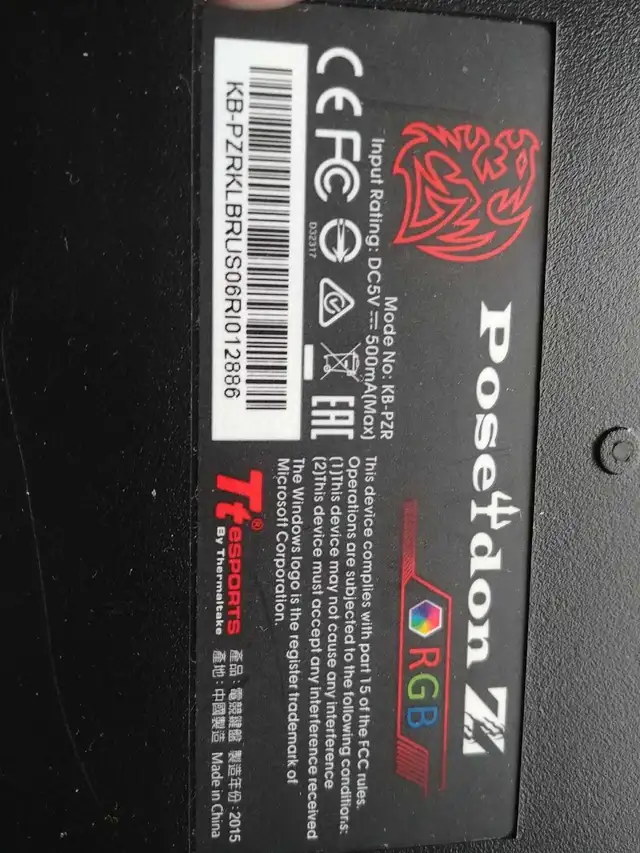 Poseidon Z
RGB
Mode No: KB-PZR
Input Rating: DC5V ⎓ 500mA(Max)
CE FC
D32317
EAC
KB-PZRKLBRUS06RI012886
This device complies with part 15 of the FCC rules.
Operations are subjected to the following conditions:
(1)This device may not cause any interference
(2)This device must accept any interference received
The Windows logo is the register trademark of
Microsoft Corporation.
Tt® eSPORTS
By Thermaltake
產品:電競鍵盤 製造年份:2015
產地:中國製造 Made in China